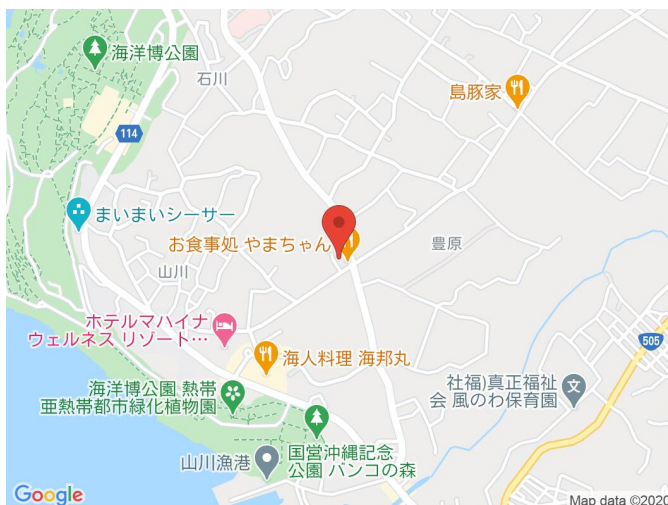 海洋博公園
石川
島豚家
114
まいまいシーサー
お食事処 やまちゃん
豊原
山川
ホテルマハイナ
ウェルネス リゾート…
505
海人料理 海邦丸
海洋博公園 熱帯
亜熱帯都市緑化植物園
社福)真正福祉
会 風のわ保育園
国営沖縄記念
公園 バンコの森
山川漁港
Google
Map data ©2020